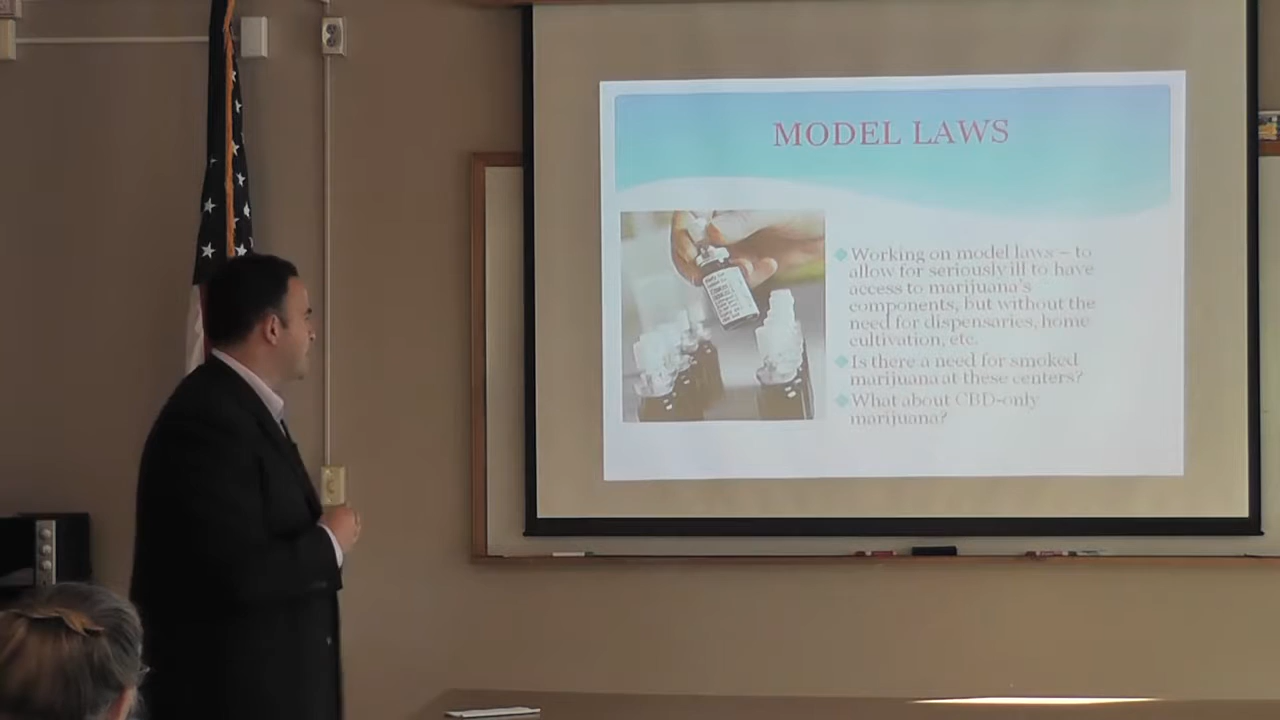 MODEL LAWS
Working on model laws – to
allow for seriously ill to have
access to marijuana's
components, but without the
need for dispensaries, home
cultivation, etc.
Is there a need for smoked
marijuana at these centers?
What about CBD-only
marijuana?